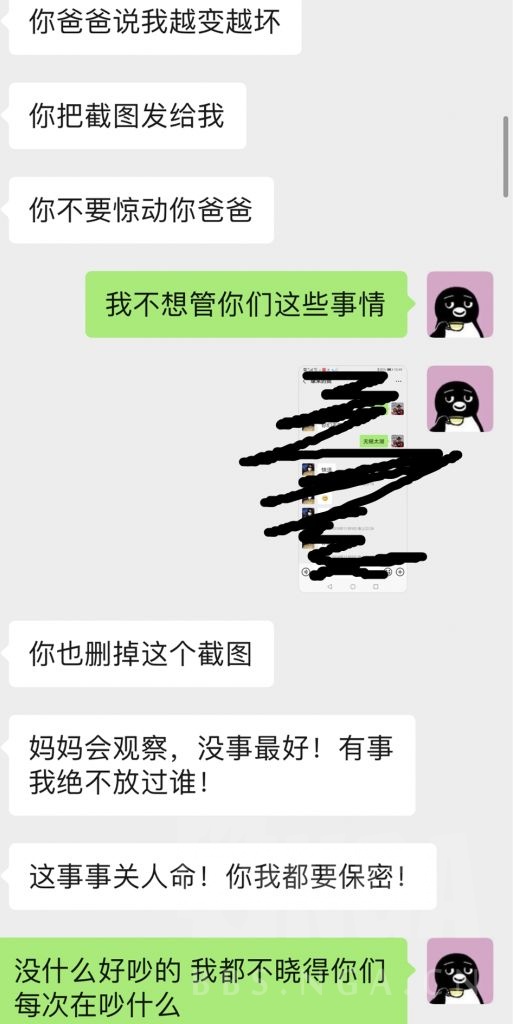 你爸爸说我越变越坏
你把截图发给我
你不要惊动你爸爸
我不想管你们这些事情
无锡太湖
你也删掉这个截图
妈妈会观察，没事最好！有事
我绝不放过谁！
这事事关人命！你我都要保密！
没什么好吵的 我都不晓得你们
每次在吵什么
BBS.NGA.CN